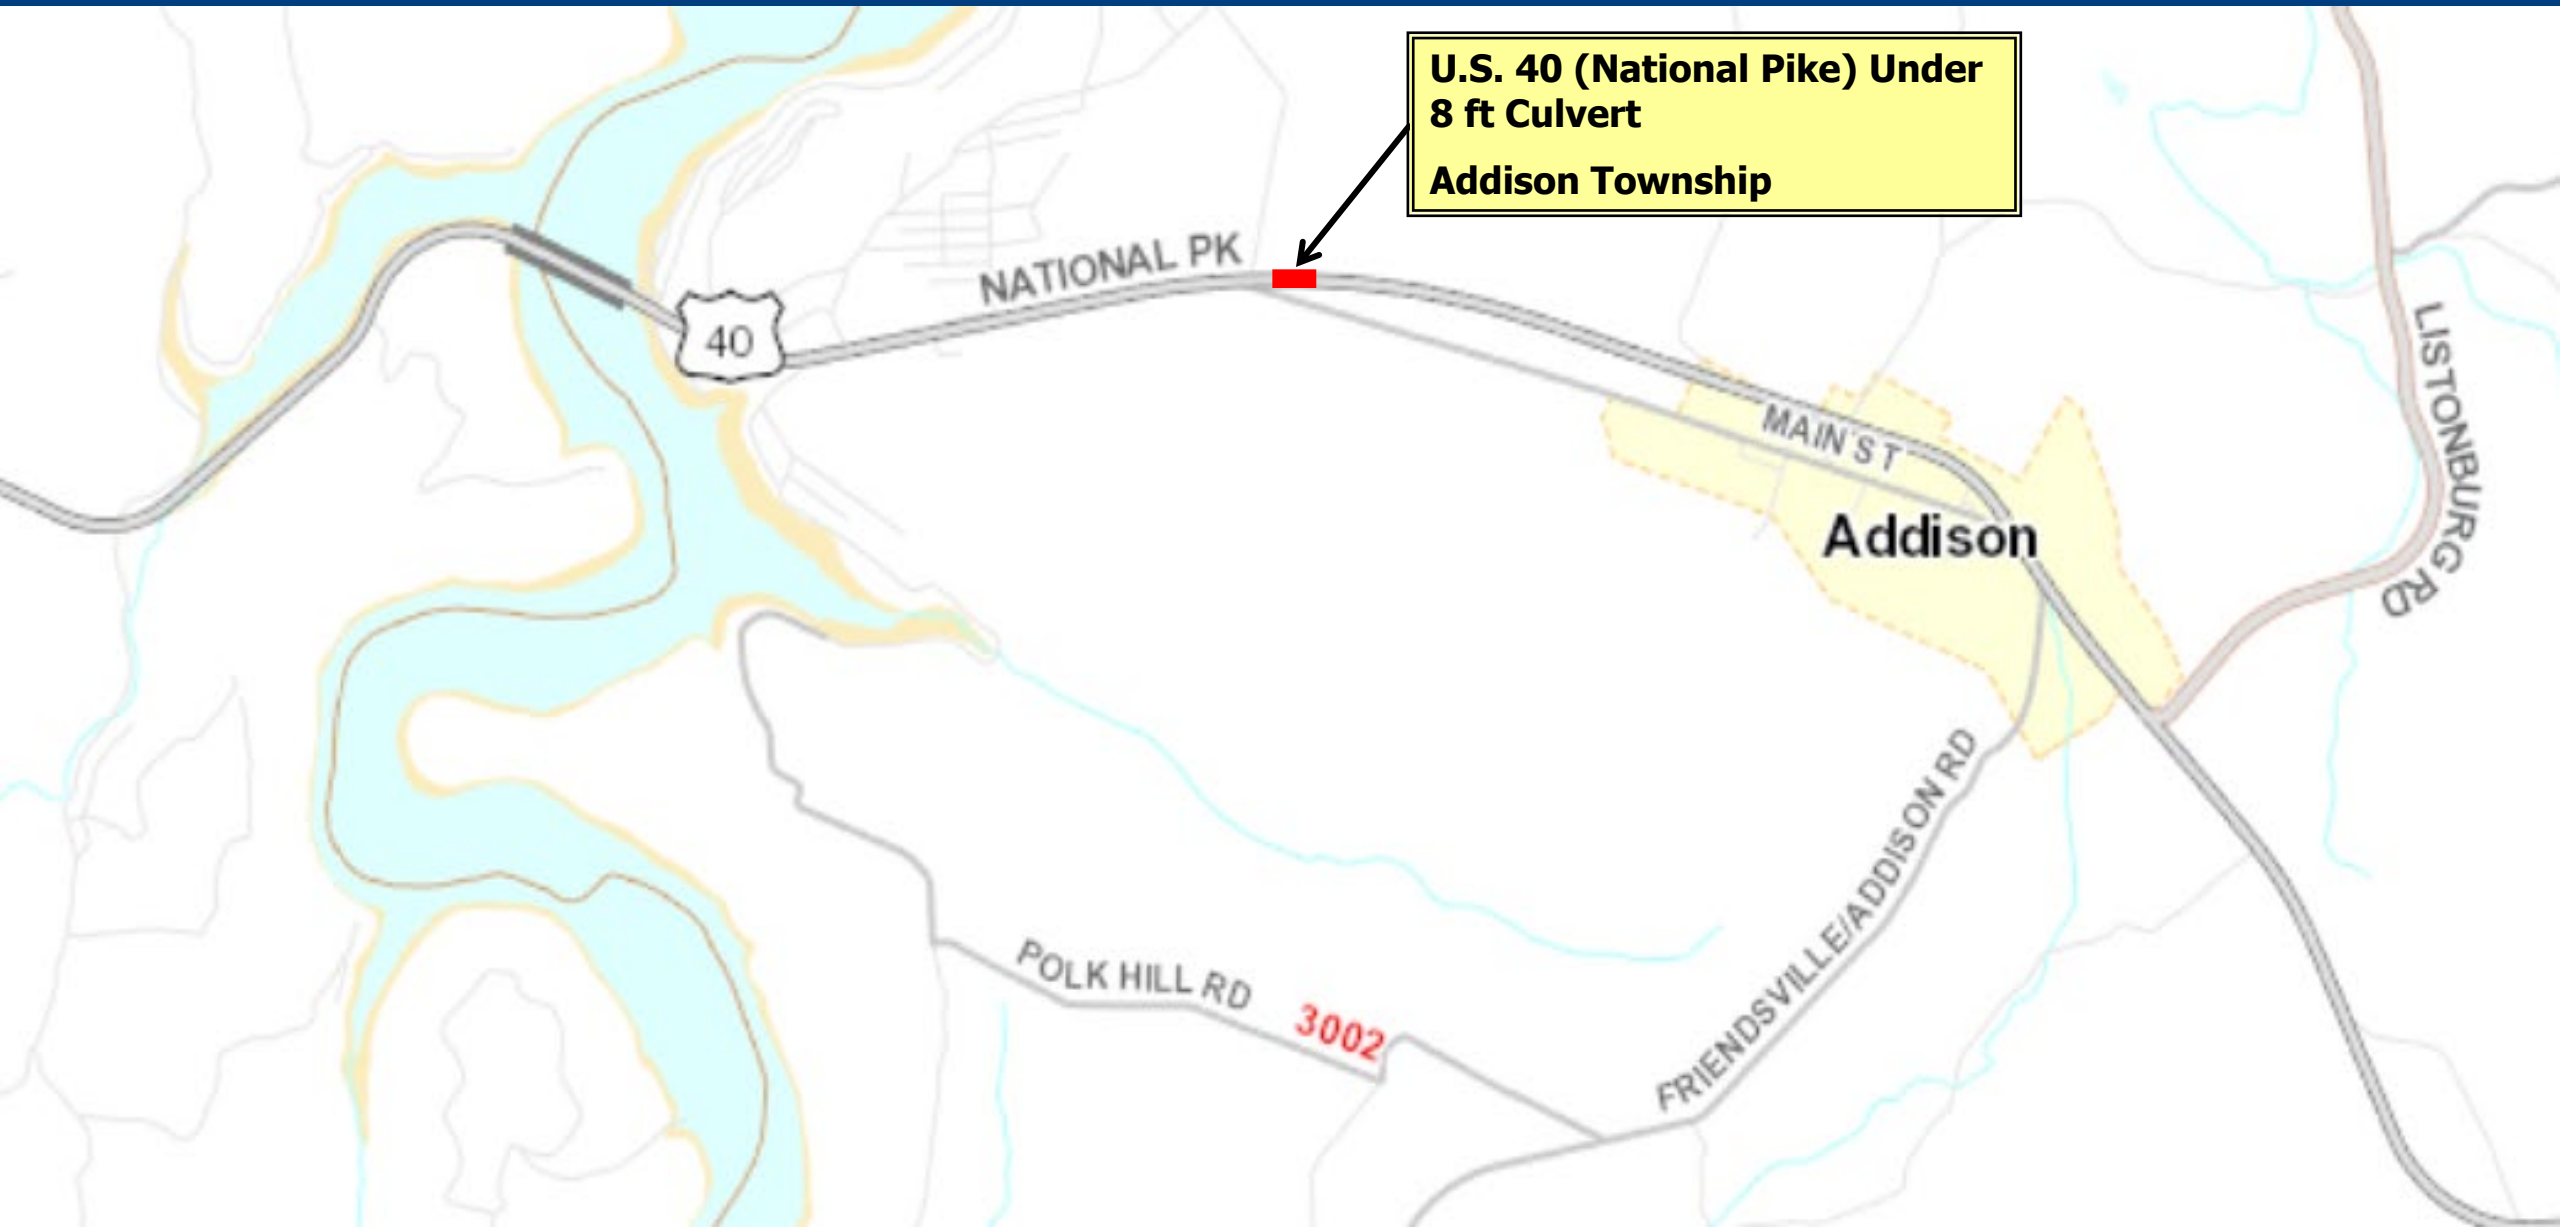 U.S. 40 (National Pike) Under
8 ft Culvert
Addison Township
NATIONAL PK
40
MAIN ST
Addison
LISTONBURG RD
FRIENDSVILLE/ADDISON RD
POLK HILL RD
3002